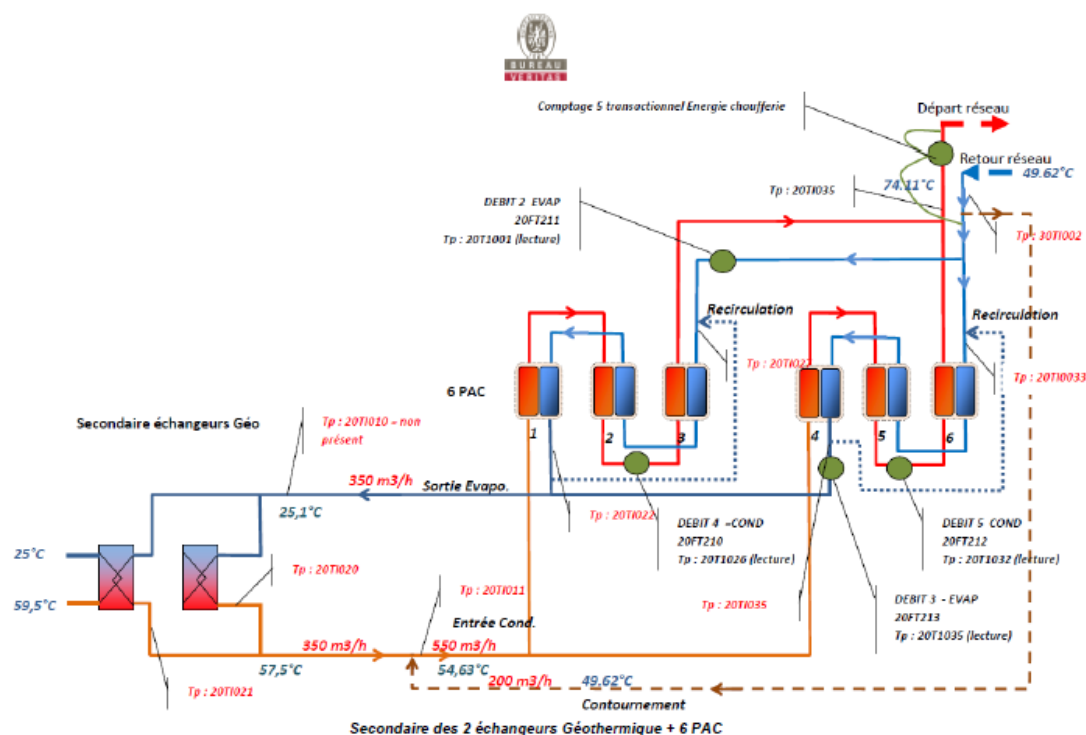 BUREAU
VERITAS
Comptage 5 transactionnel Energie chaufferie
Départ réseau
Retour réseau
49.62°C
74.11°C
Tp : 20TI035
Tp : 30TI002
DEBIT 2 EVAP
20FT211
Tp : 20T1001 (lecture)
Recirculation
Recirculation
Tp : 20TI027
Tp : 20TI0033
6 PAC
1
2
3
4
5
6
Secondaire échangeurs Géo
Tp : 20TI010 – non
présent
350 m3/h
Sortie Evapo.
25,1°C
Tp : 20TI022
DEBIT 4 –COND
20FT210
Tp : 20T1026 (lecture)
DEBIT 5 COND
20FT212
Tp : 20T1032 (lecture)
25°C
59,5°C
Tp : 20TI020
Tp : 20TI011
Tp : 20TI035
DEBIT 3 - EVAP
20FT213
Tp : 20T1035 (lecture)
Entrée Cond.
350 m3/h
550 m3/h
57,5°C
54,63°C
200 m3/h
49.62°C
Tp : 20TI021
Contournement
Secondaire des 2 échangeurs Géothermique + 6 PAC